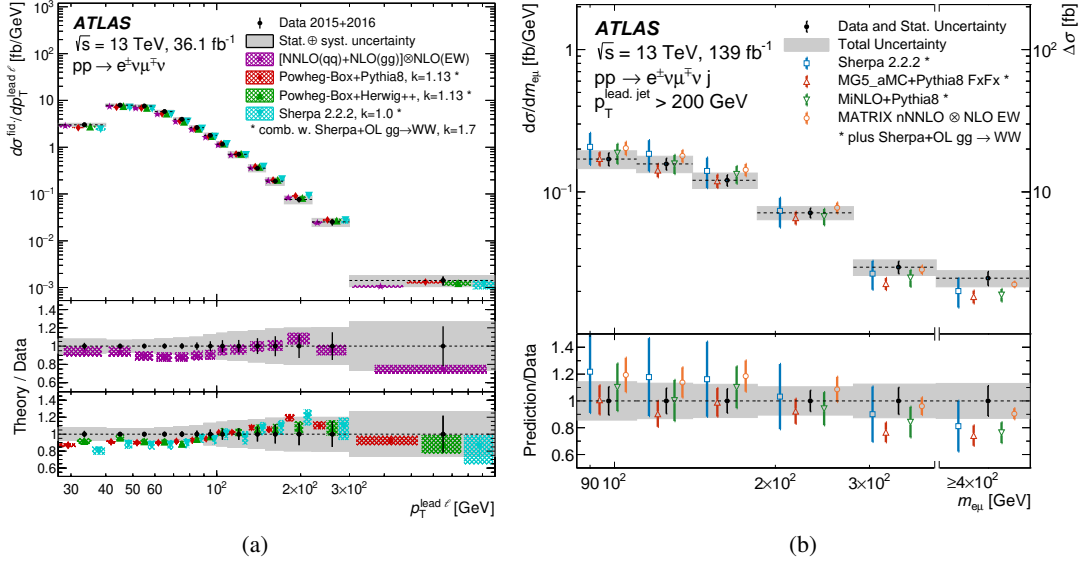 ATLAS
√s = 13 TeV, 36.1 fb⁻¹
pp → e±νμ∓ν
Data 2015+2016
Stat. ⊕ syst. uncertainty
[NNLO(qq)+NLO(gg)]⊗NLO(EW)
Powheg-Box+Pythia8, k=1.13 *
Powheg-Box+Herwig++, k=1.13 *
Sherpa 2.2.2, k=1.0 *
* comb. w. Sherpa+OL gg→WW, k=1.7
dσ^fid/dp_T^lead ℓ [fb/GeV]
10³
10²
10
1
10⁻¹
10⁻²
10⁻³
Theory / Data
1.4
1.2
1.0
0.8
0.6
1.4
1.2
1.0
0.8
0.6
30 40 50 60 10² 2×10² 3×10²
p_T^lead ℓ [GeV]
(a)
ATLAS
√s = 13 TeV, 139 fb⁻¹
pp → e±νμ∓ν j
p_T^lead. jet > 200 GeV
Data and Stat. Uncertainty
Total Uncertainty
Sherpa 2.2.2 *
MG5_aMC+Pythia8 FxFx *
MiNLO+Pythia8 *
MATRIX nNNLO ⊗ NLO EW
* plus Sherpa+OL gg → WW
dσ/dm_eμ [fb/GeV]
1
10⁻¹
Δσ [fb]
10²
10
Prediction/Data
1.4
1.2
1
0.8
0.6
90 10² 2×10² 3×10² ≥4×10²
m_eμ [GeV]
(b)